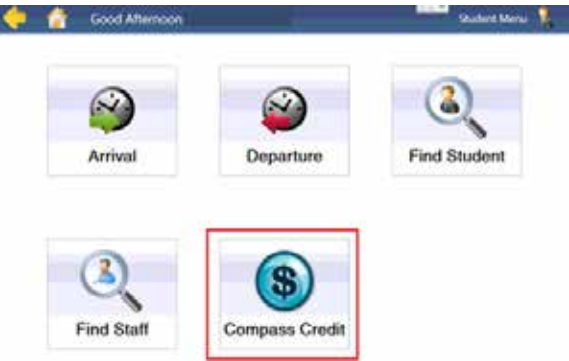 Good Afternoon
Student Menu
Arrival
Departure
Find Student
Find Staff
Compass Credit